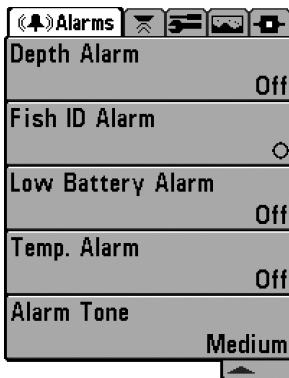 Alarms
Depth Alarm
Off
Fish ID Alarm
Low Battery Alarm
Off
Temp. Alarm
Off
Alarm Tone
Medium